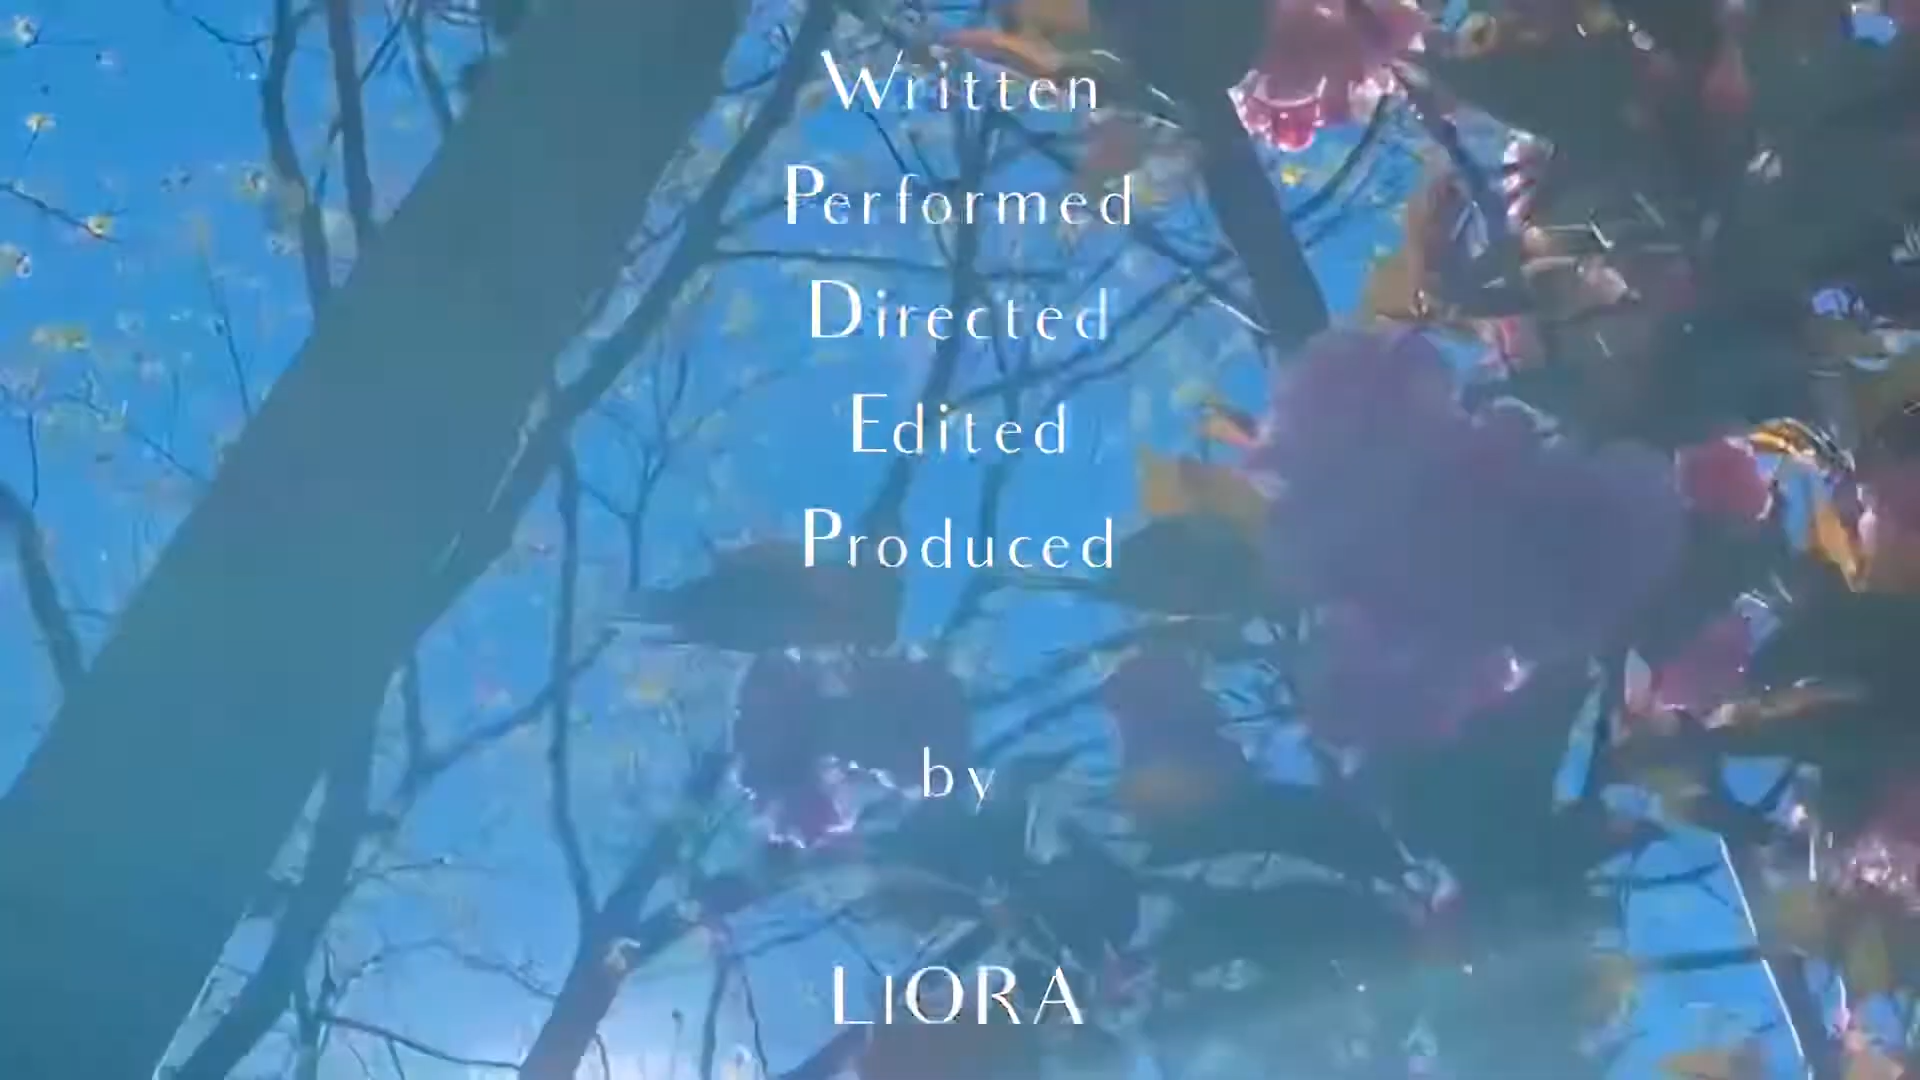 Written
Performed
Directed
Edited
Produced
by
LiORA